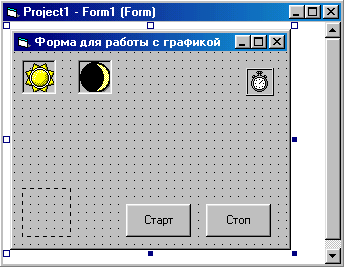 Project1 - Form1 (Form)
Форма для работы с графикой
Старт
Стоп